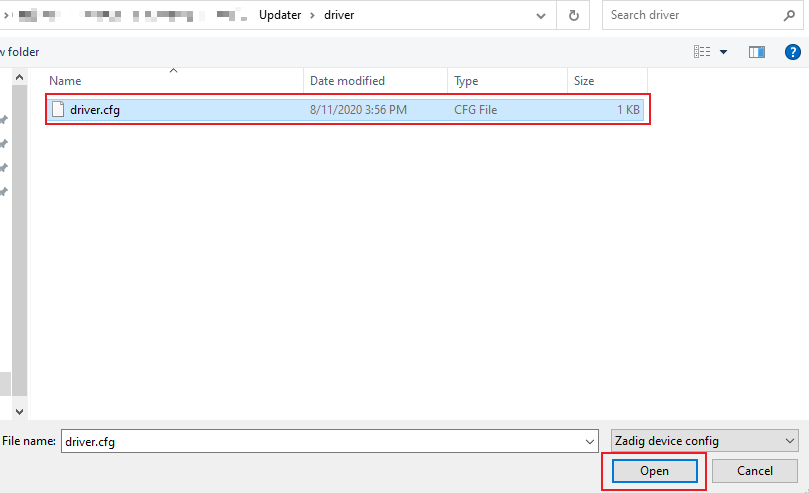 Updater › driver
Search driver
w folder
Name Date modified Type Size
driver.cfg 8/11/2020 3:56 PM CFG File 1 KB
File name: driver.cfg Zadig device config
Open Cancel